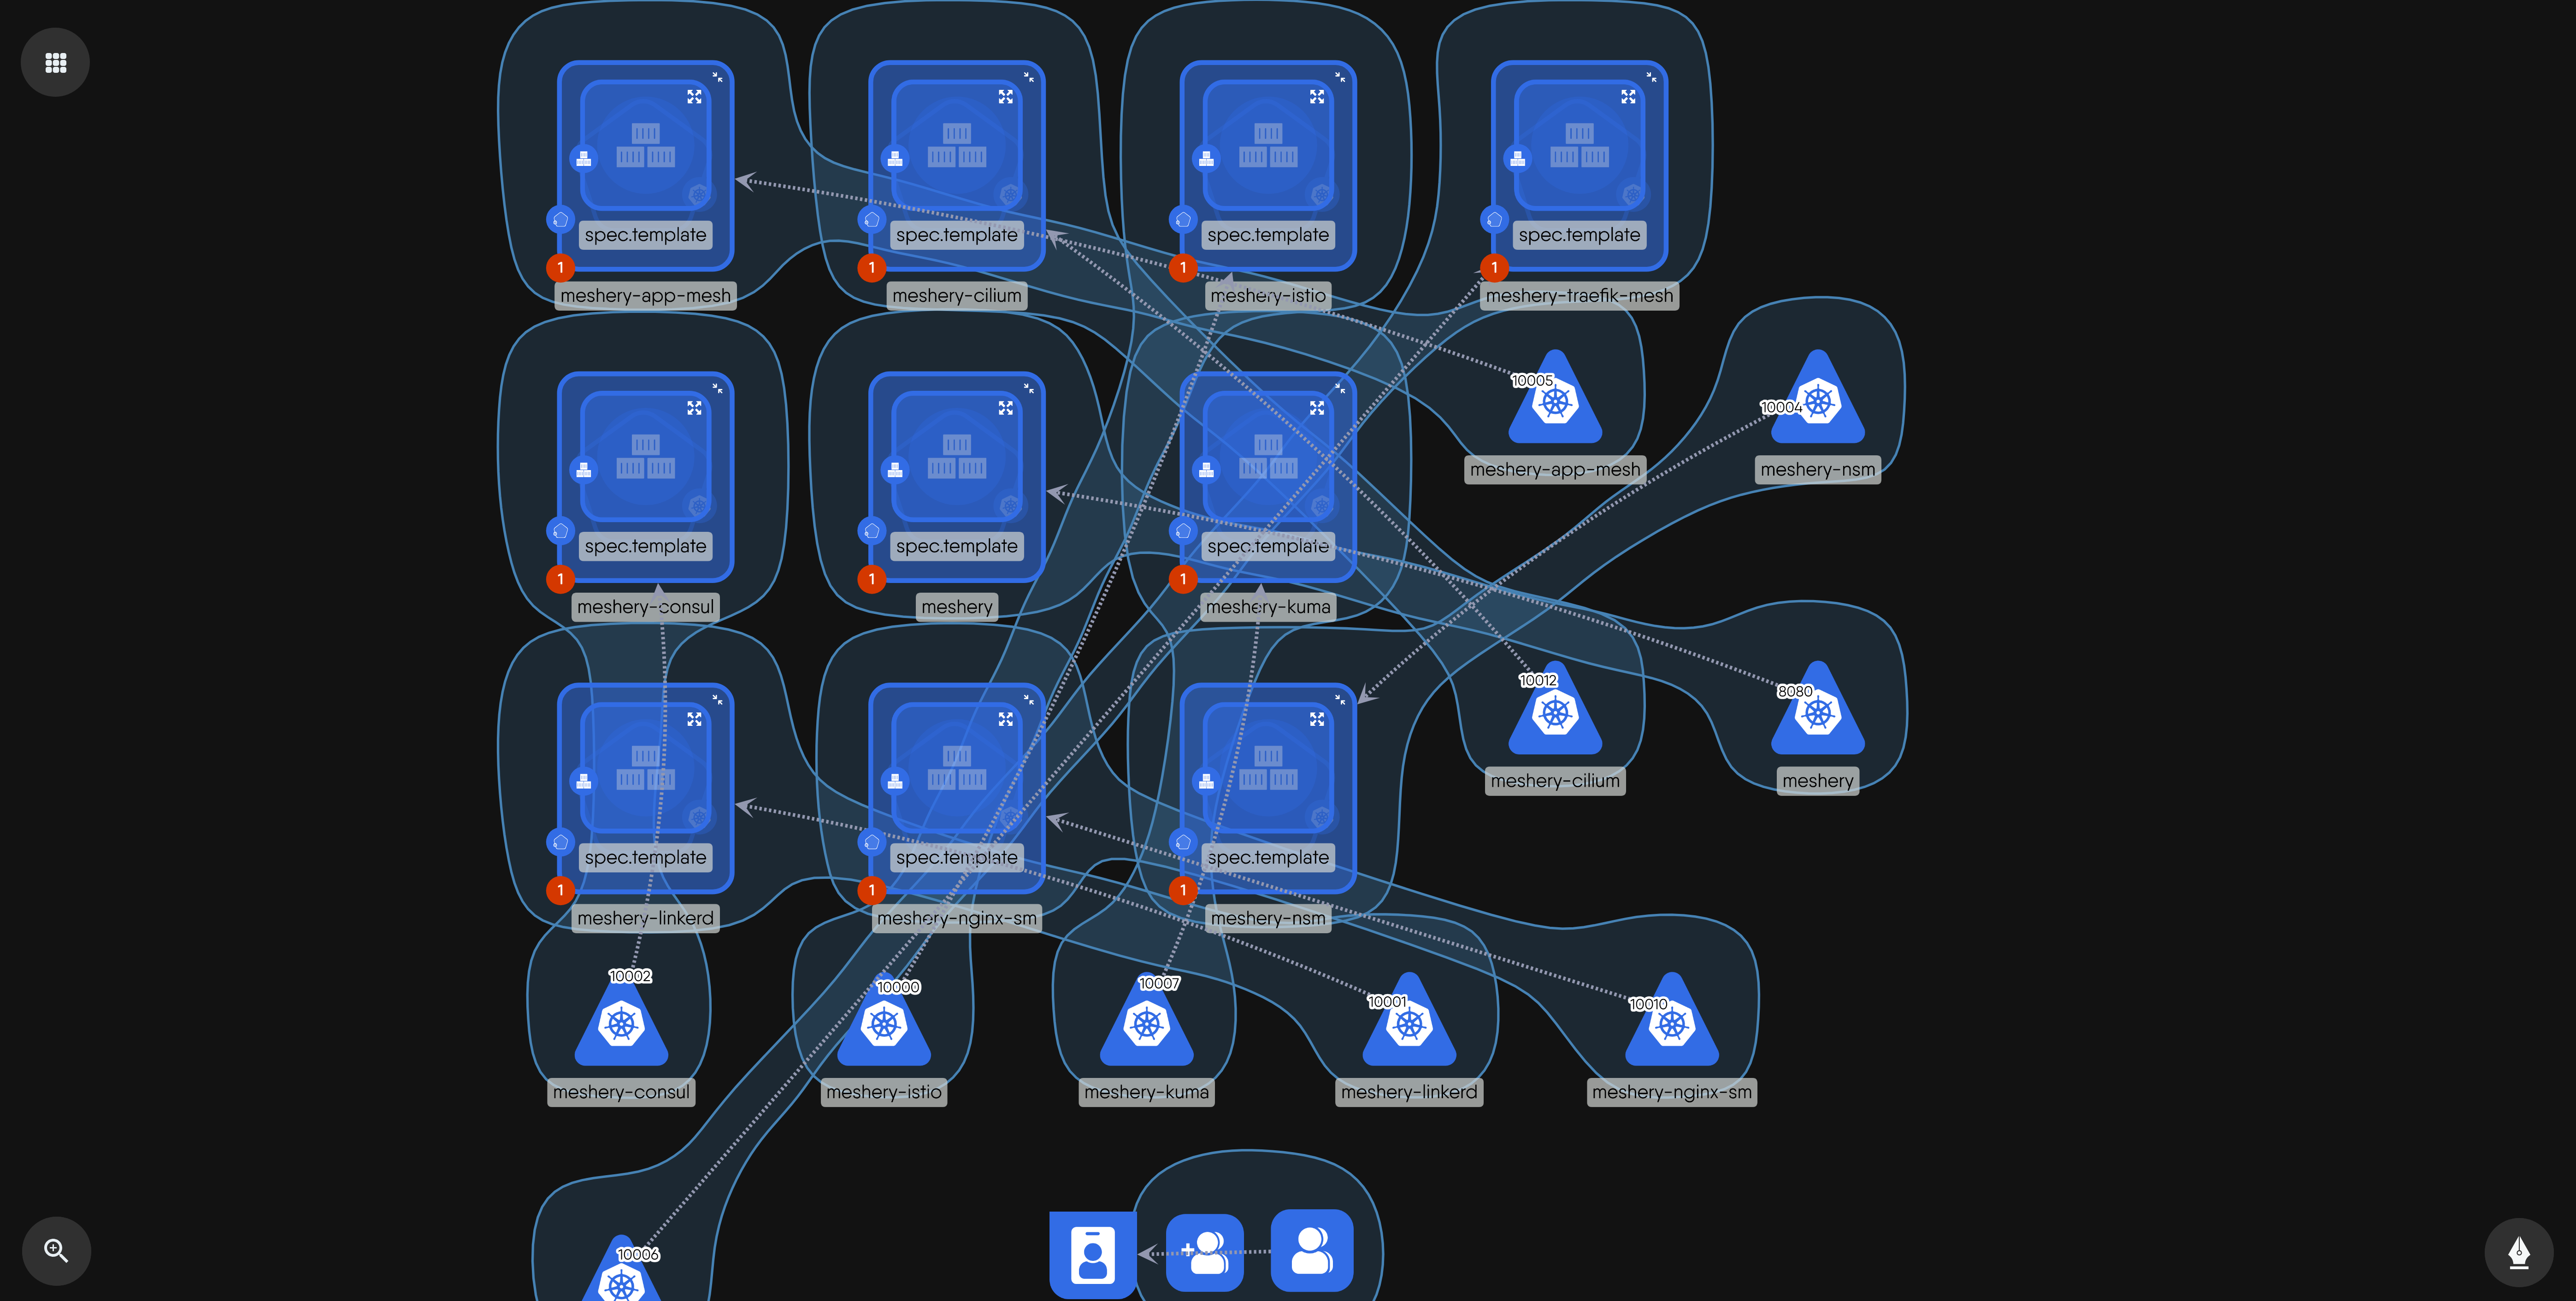 spec.template
spec.template
spec.template
spec.template
1
1
1
1
meshery-app-mesh
meshery-cilium
meshery-istio
meshery-traefik-mesh
10005
10004
meshery-app-mesh
meshery-nsm
spec.template
spec.template
spec.template
1
1
1
meshery-consul
meshery
meshery-kuma
10012
8080
meshery-cilium
meshery
spec.template
spec.template
spec.template
1
1
1
meshery-linkerd
meshery-nginx-sm
meshery-nsm
10002
10000
10007
10001
10010
meshery-consul
meshery-istio
meshery-kuma
meshery-linkerd
meshery-nginx-sm
10006